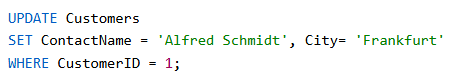 UPDATE Customers
SET ContactName = 'Alfred Schmidt', City= 'Frankfurt'
WHERE CustomerID = 1;